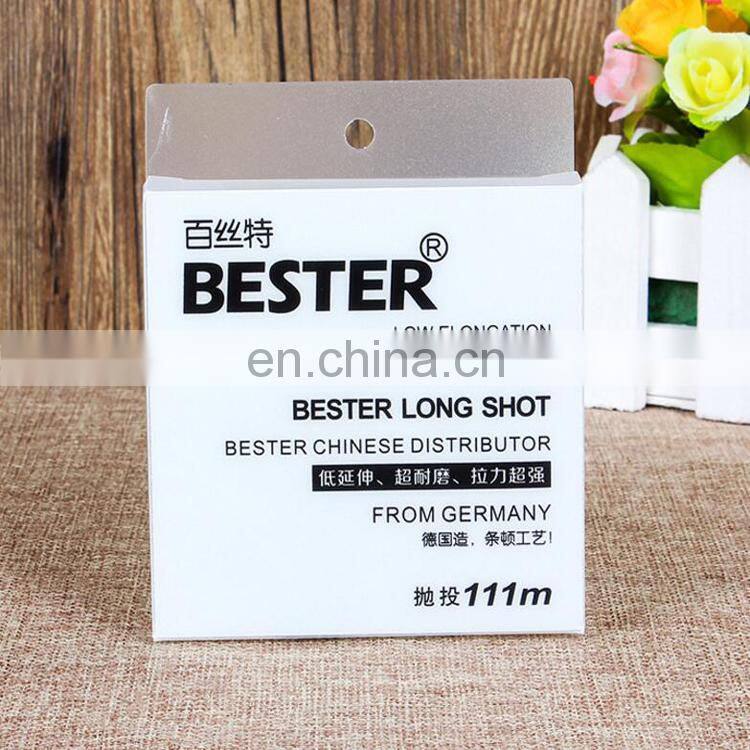 百丝特
BESTER®
LOW ELONGATION
en.china.cn
BESTER LONG SHOT
BESTER CHINESE DISTRIBUTOR
低延伸、超耐磨、拉力超强
FROM GERMANY
德国造，条顿工艺!
抛投111m